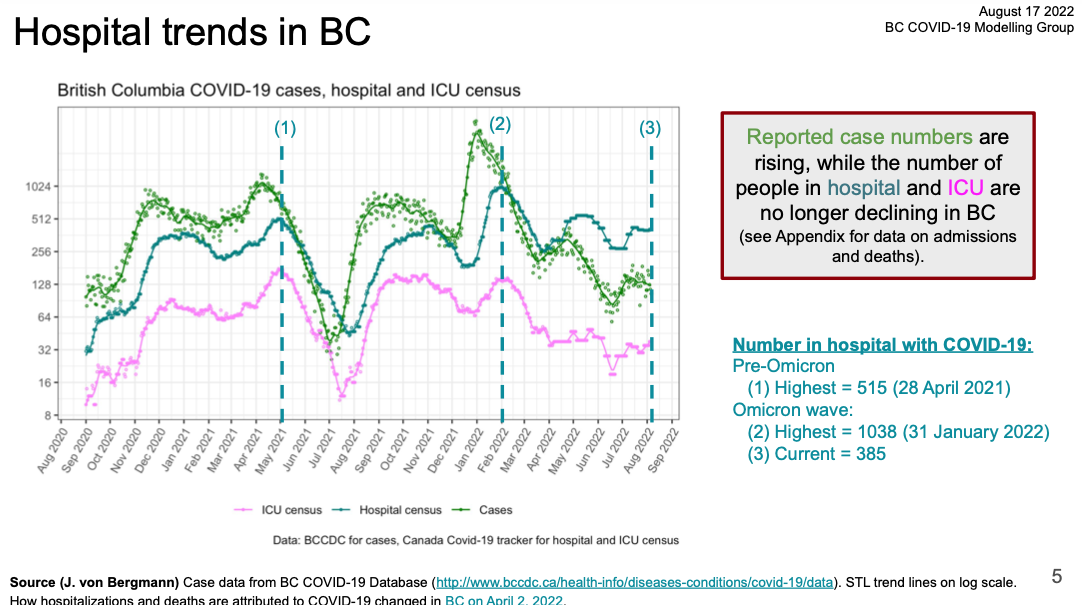 August 17 2022
BC COVID-19 Modelling Group
Hospital trends in BC
British Columbia COVID-19 cases, hospital and ICU census
(1)
(2)
(3)
1024
512
256
128
64
32
16
8
Aug 2020
Sep 2020
Oct 2020
Nov 2020
Dec 2020
Jan 2021
Feb 2021
Mar 2021
Apr 2021
May 2021
Jun 2021
Jul 2021
Aug 2021
Sep 2021
Oct 2021
Nov 2021
Dec 2021
Jan 2022
Feb 2022
Mar 2022
Apr 2022
May 2022
Jun 2022
Jul 2022
Aug 2022
Sep 2022
ICU census
Hospital census
Cases
Data: BCCDC for cases, Canada Covid-19 tracker for hospital and ICU census
Reported case numbers are
rising, while the number of
people in hospital and ICU are
no longer declining in BC
(see Appendix for data on admissions
and deaths).
Number in hospital with COVID-19:
Pre-Omicron
(1) Highest = 515 (28 April 2021)
Omicron wave:
(2) Highest = 1038 (31 January 2022)
(3) Current = 385
Source (J. von Bergmann) Case data from BC COVID-19 Database (http://www.bccdc.ca/health-info/diseases-conditions/covid-19/data). STL trend lines on log scale.
How hospitalizations and deaths are attributed to COVID-19 changed in BC on April 2, 2022.
5